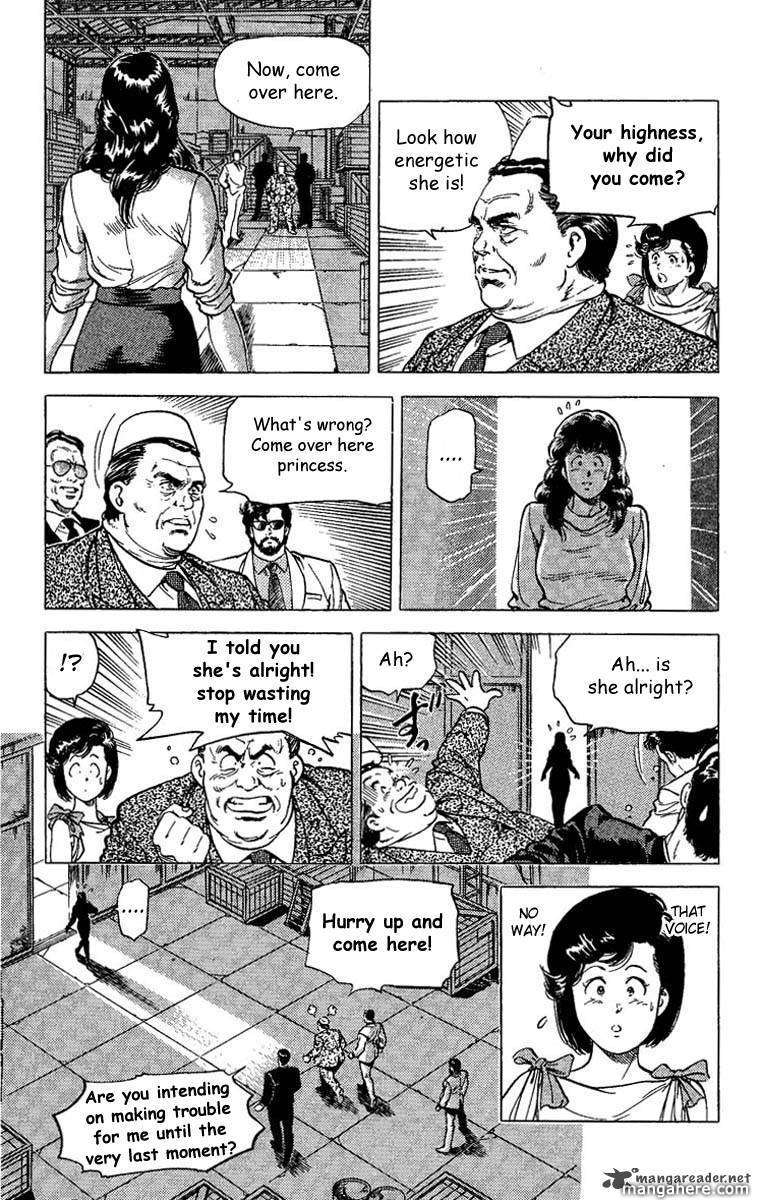 Now, come
over here.
Look how
energetic
she is!
Your highness,
why did
you come?
What's wrong?
Come over here
princess.
....
!?
I told you
she's alright!
stop wasting
my time!
Ah?
Ah... is
she alright?
....
Hurry up and
come here!
NO
WAY!
THAT
VOICE!
Are you intending
on making trouble
for me until the
very last moment?
mangareader.net
mangahere.com